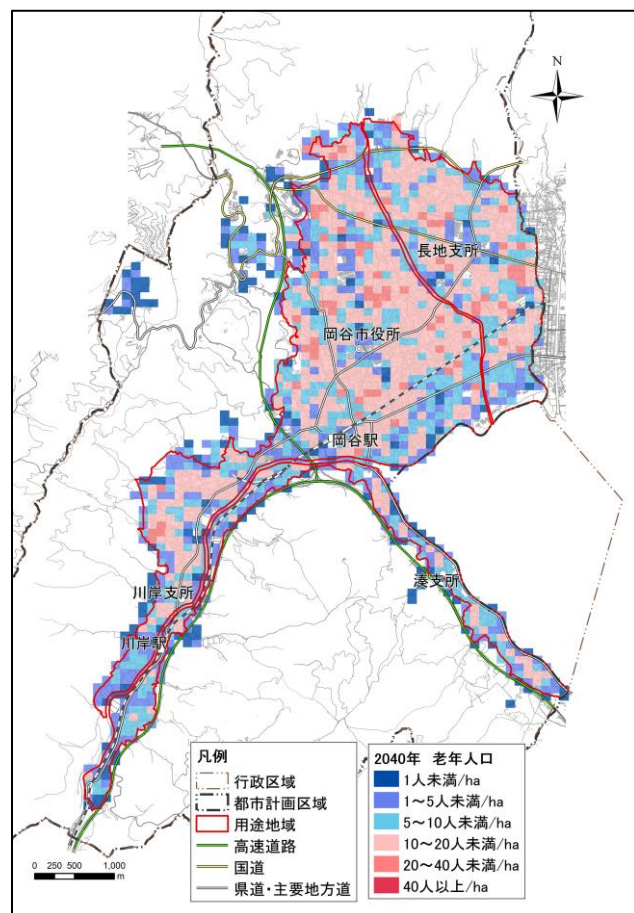 N
長地支所
岡谷市役所
岡谷駅
湊支所
川岸支所
川岸駅
凡例
行政区域
都市計画区域
用途地域
高速道路
国道
県道・主要地方道
2040年 老年人口
1人未満/ha
1～5人未満/ha
5～10人未満/ha
10～20人未満/ha
20～40人未満/ha
40人以上/ha
0 250 500 1,000
m